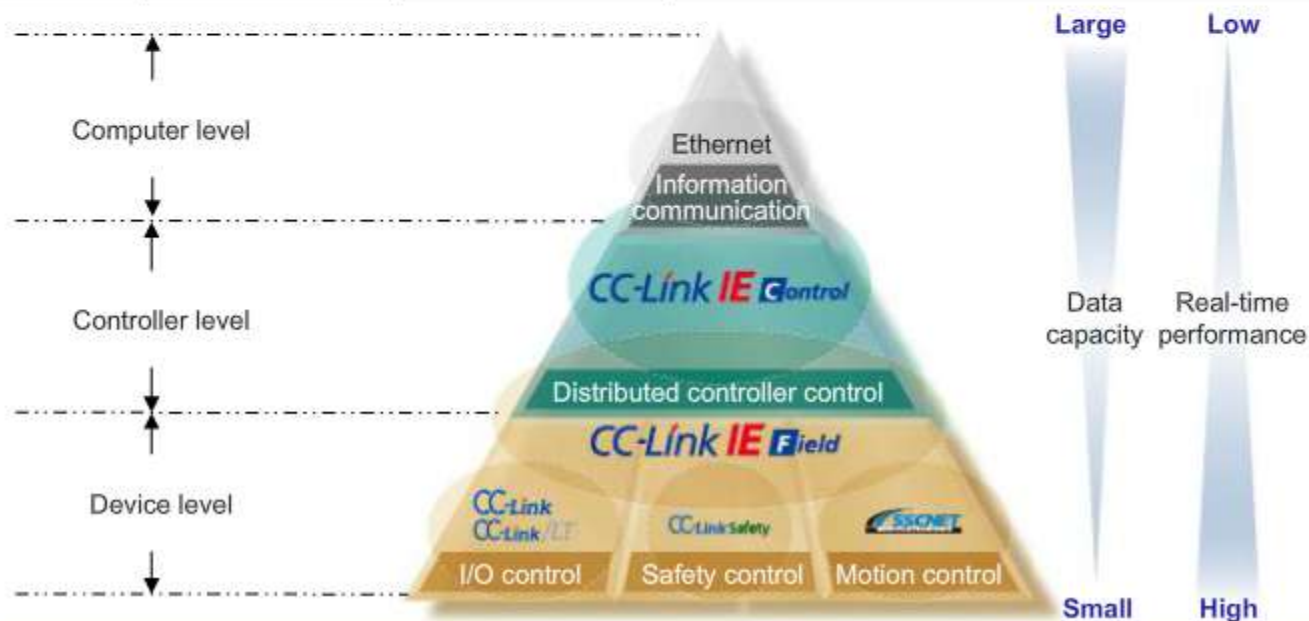 Large
Low
Computer level
Ethernet
Information
communication
CC-Link IE Control
Controller level
Data
capacity
Real-time
performance
Distributed controller control
CC-Link IE Field
Device level
CC-Link
CC-Link/LT
CC-Link Safety
SSCNET
I/O control
Safety control
Motion control
Small
High